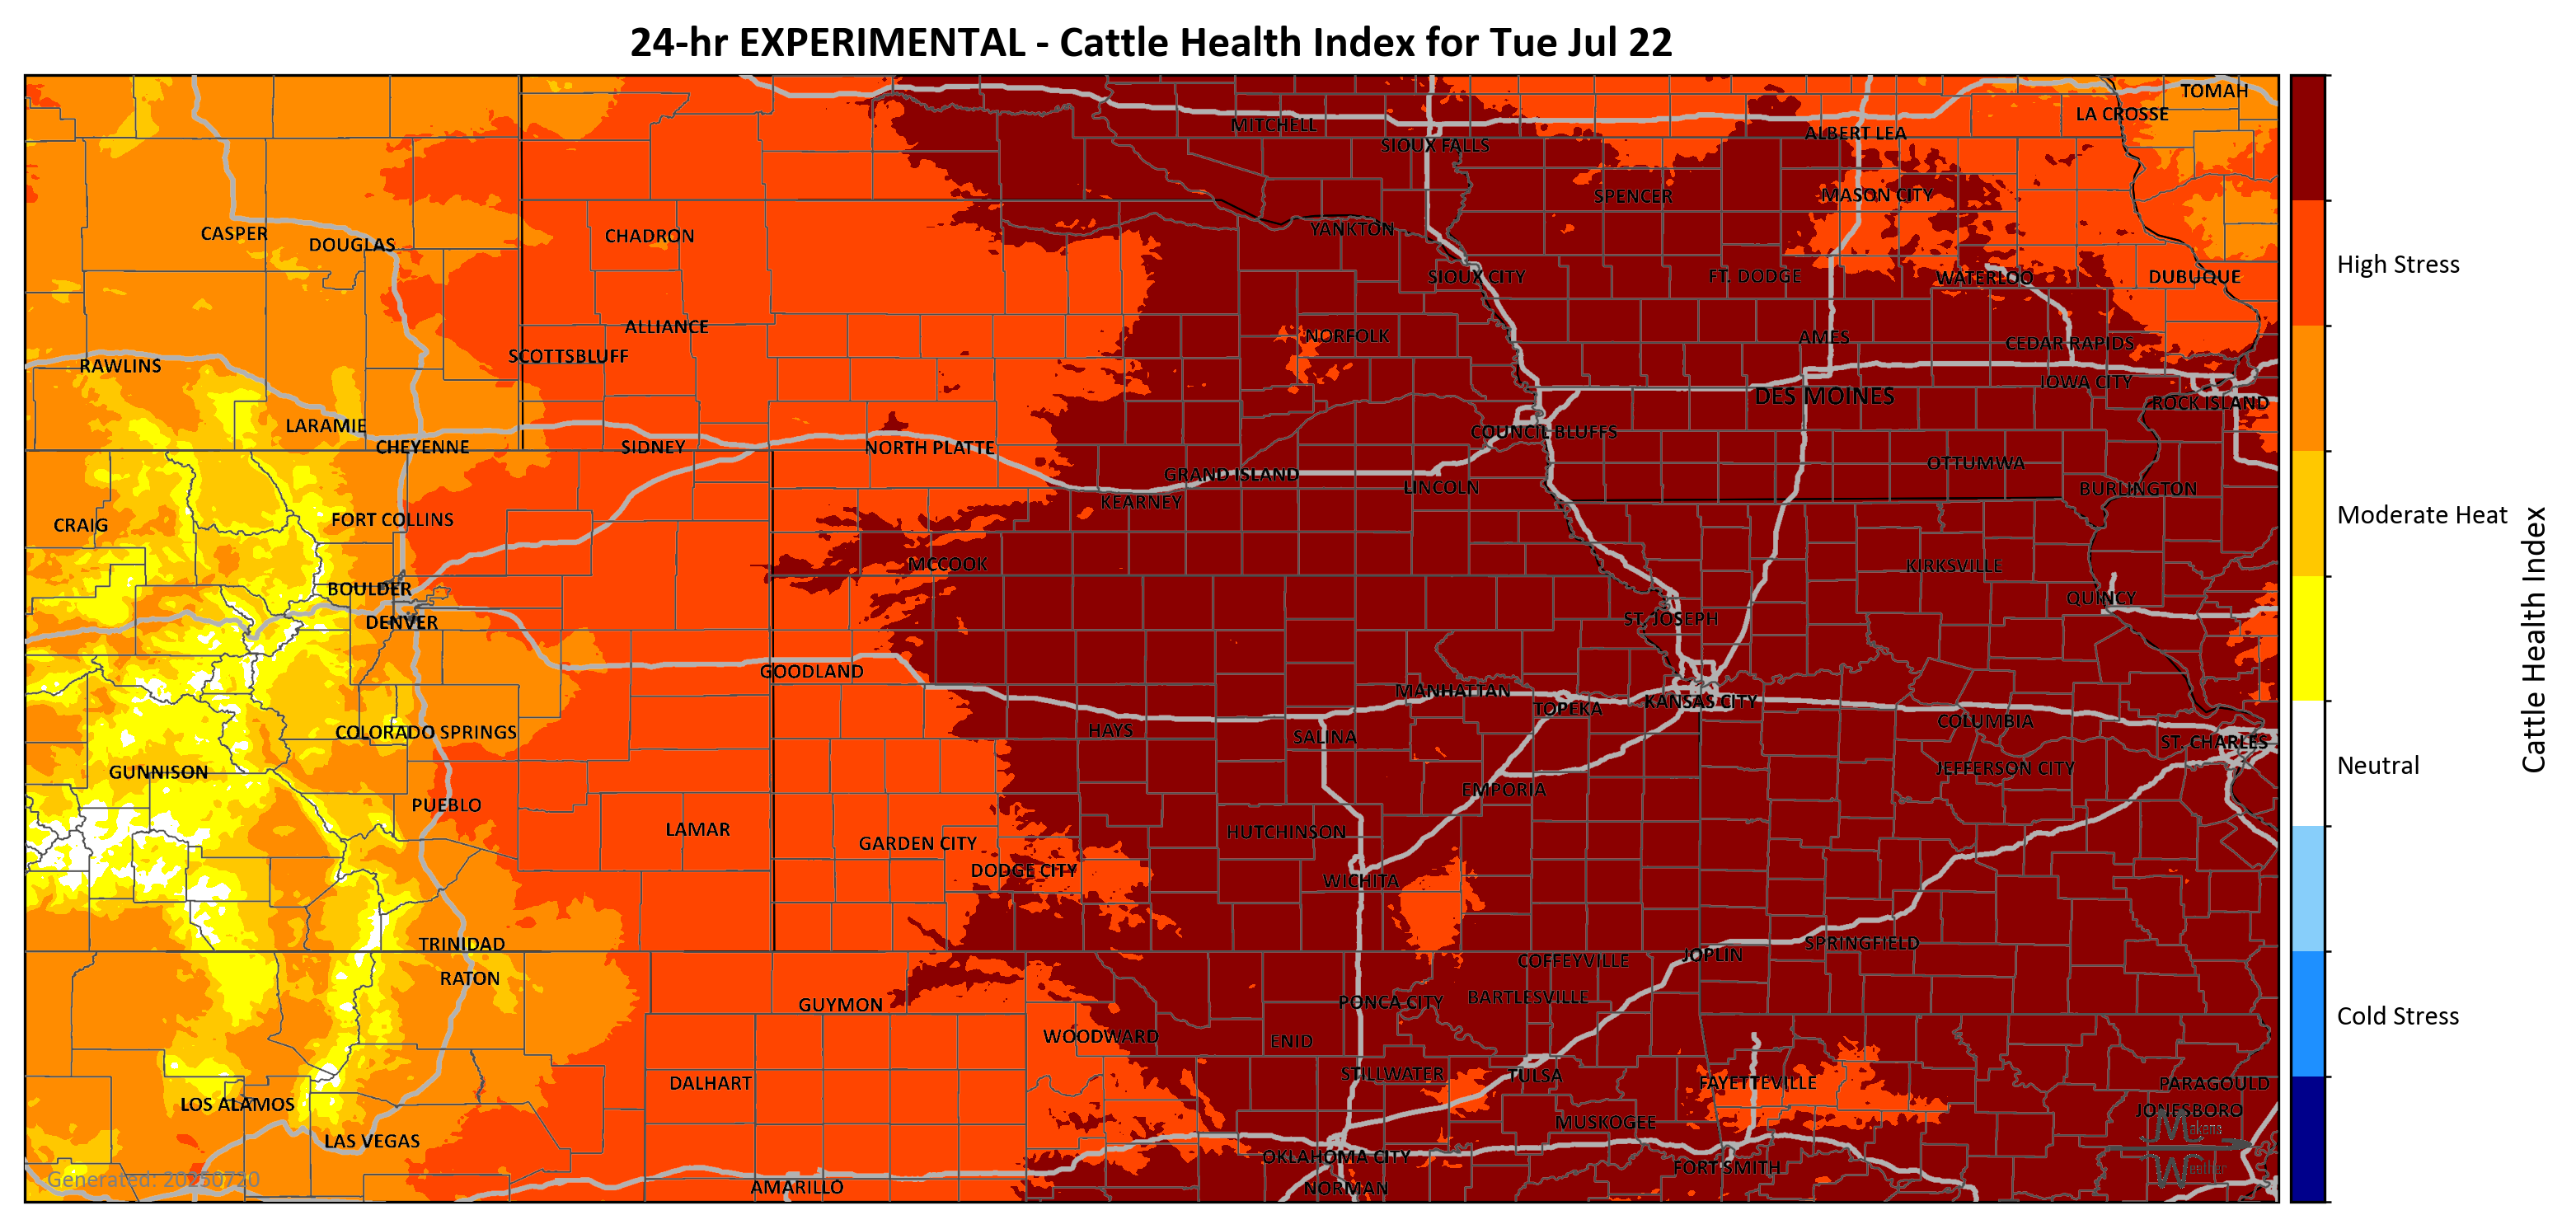 24-hr EXPERIMENTAL - Cattle Health Index for Tue Jul 22
TOMAH
LA CROSSE
MITCHELL
ALBERT LEA
SIOUX FALLS
SPENCER
MASON CITY
CASPER
DOUGLAS
CHADRON
YANKTON
SIOUX CITY
FT. DODGE
WATERLOO
DUBUQUE
High Stress
ALLIANCE
NORFOLK
AMES
CEDAR RAPIDS
SCOTTSBLUFF
RAWLINS
IOWA CITY
DES MOINES
ROCK ISLAND
LARAMIE
COUNCIL BLUFFS
CHEYENNE
SIDNEY
NORTH PLATTE
OTTUMWA
GRAND ISLAND
LINCOLN
BURLINGTON
KEARNEY
Moderate Heat
CRAIG
FORT COLLINS
MCCOOK
KIRKSVILLE
BOULDER
QUINCY
DENVER
ST. JOSEPH
Cattle Health Index
GOODLAND
MANHATTAN
TOPEKA
KANSAS CITY
COLUMBIA
COLORADO SPRINGS
HAYS
SALINA
ST. CHARLES
GUNNISON
JEFFERSON CITY
Neutral
EMPORIA
PUEBLO
LAMAR
HUTCHINSON
GARDEN CITY
DODGE CITY
WICHITA
TRINIDAD
SPRINGFIELD
JOPLIN
COFFEYVILLE
RATON
BARTLESVILLE
GUYMON
PONCA CITY
Cold Stress
WOODWARD
ENID
STILLWATER
TULSA
DALHART
FAYETTEVILLE
PARAGOULD
LOS ALAMOS
JONESBORO
MUSKOGEE
Makens
LAS VEGAS
OKLAHOMA CITY
FORT SMITH
Weather
Generated: 20250720
AMARILLO
NORMAN